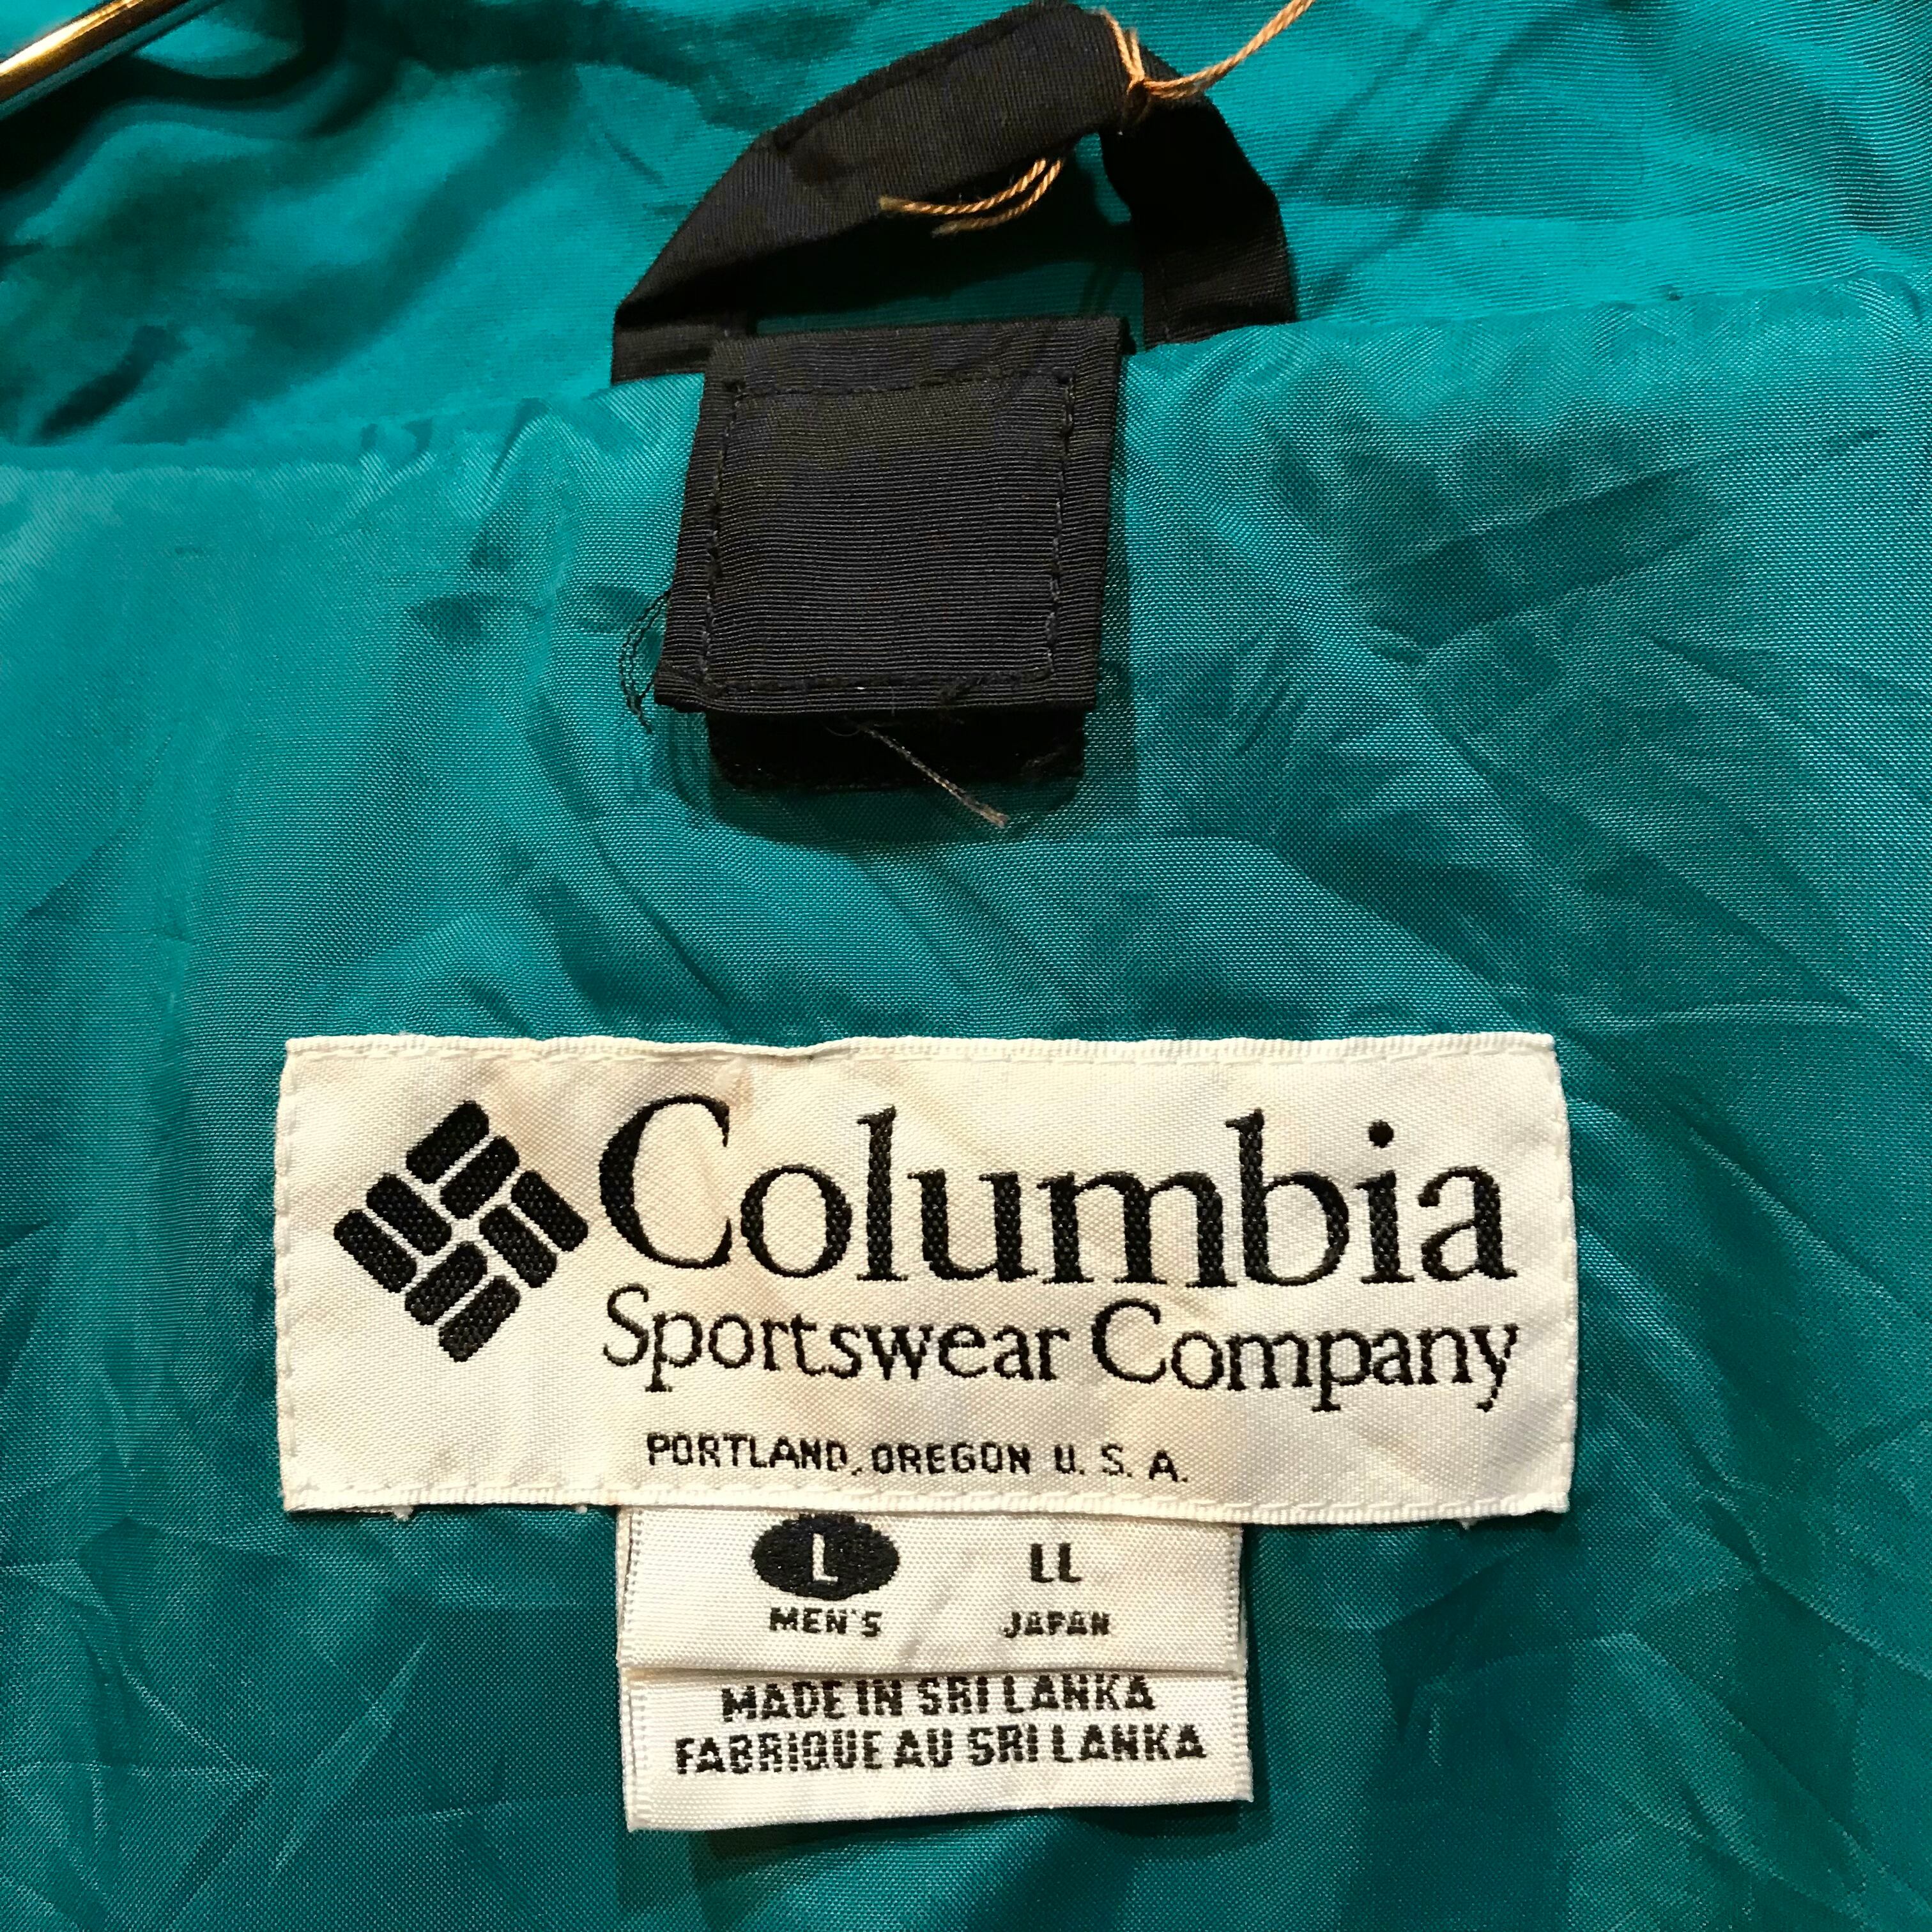 Columbia
Sportswear Company
PORTLAND, OREGON U. S. A.
L LL
MEN'S JAPAN
MADE IN SRI LANKA
FABRIQUE AU SRI LANKA